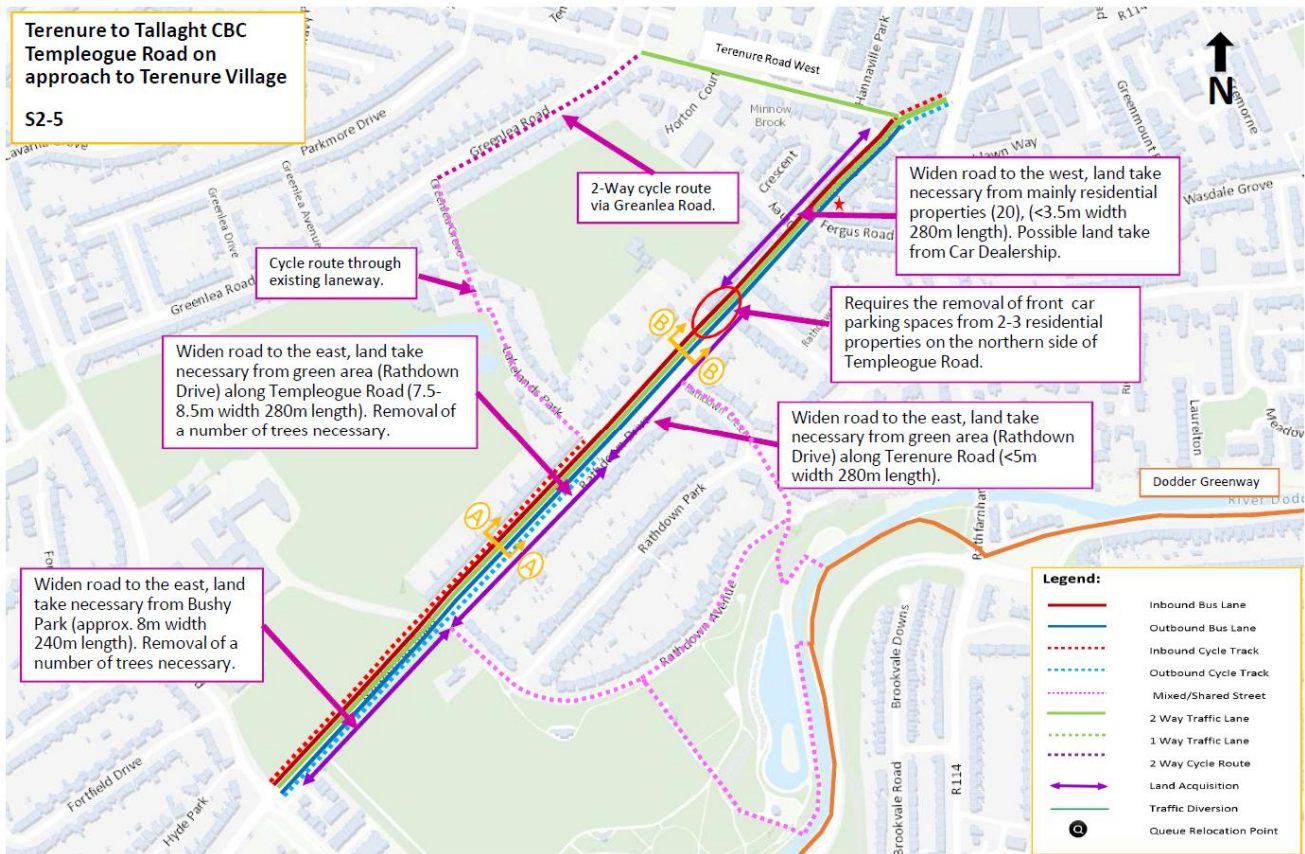 Terenure to Tallaght CBC
Templeogue Road on
approach to Terenure Village
S2-5
Terenure Road West
N
R114
Hannaville Park
Greenmount
Cremorne
Parkmore Drive
Greenlea Road
Horton Court
Minnow
Brook
Crescent
Wasdale Grove
Fergus Road
Greenlea Avenue
Greenlea Drive
Greenlea Grove
Greenlea Road
2-Way cycle route
via Greanlea Road.
Widen road to the west, land take
necessary from mainly residential
properties (20), (<3.5m width
280m length). Possible land take
from Car Dealership.
Cycle route through
existing laneway.
Requires the removal of front car
parking spaces from 2-3 residential
properties on the northern side of
Templeogue Road.
B
B
Widen road to the east, land take
necessary from green area (Rathdown
Drive) along Templeogue Road (7.5-
8.5m width 280m length). Removal of
a number of trees necessary.
Lakelands Park
Widen road to the east, land take
necessary from green area (Rathdown
Drive) along Terenure Road (<5m
width 280m length).
Laurelton
Rathdown Drive
Rathdown Park
Dodder Greenway
A
A
Widen road to the east, land
take necessary from Bushy
Park (approx. 8m width
240m length). Removal of a
number of trees necessary.
Rathdown Avenue
Brookvale Downs
Brookvale Road
R114
Fortfield Drive
Hyde Park
Legend:
Inbound Bus Lane
Outbound Bus Lane
Inbound Cycle Track
Outbound Cycle Track
Mixed/Shared Street
2 Way Traffic Lane
1 Way Traffic Lane
2 Way Cycle Route
Land Acquisition
Traffic Diversion
Q
Queue Relocation Point